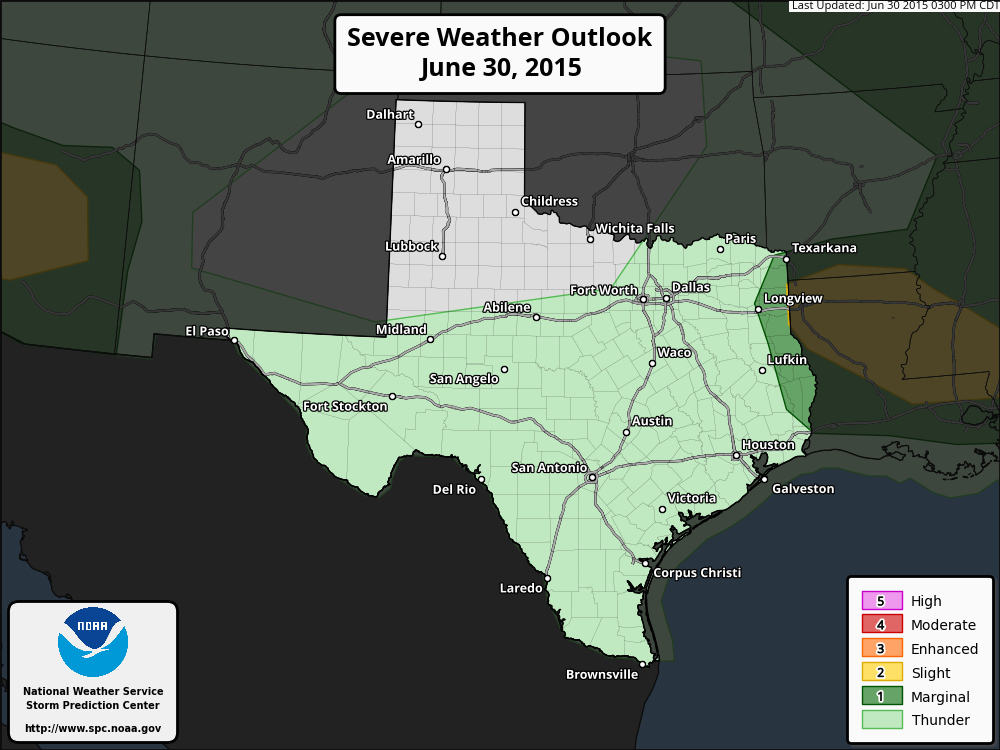 Last Updated: Jun 30 2015 0300 PM CDT
Severe Weather Outlook
June 30, 2015
Dalhart
Amarillo
Childress
Wichita Falls
Lubbock
Paris
Texarkana
Fort Worth
Dallas
Longview
Abilene
El Paso
Midland
Waco
Lufkin
San Angelo
Fort Stockton
Austin
Houston
San Antonio
Del Rio
Galveston
Victoria
Corpus Christi
Laredo
Brownsville
NOAA
National Weather Service
Storm Prediction Center
http://www.spc.noaa.gov
5 High
4 Moderate
3 Enhanced
2 Slight
1 Marginal
Thunder